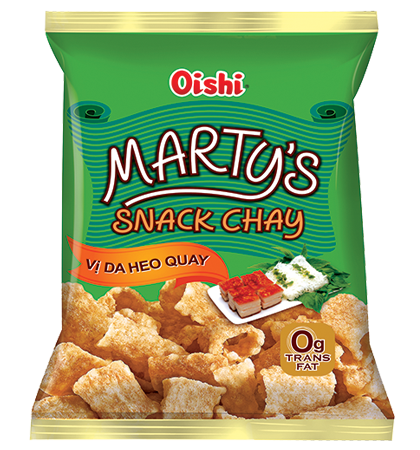 Oishi
MARTY'S
SNACK CHAY
Vị DA HEO QUAY
0g
TRANS
FAT